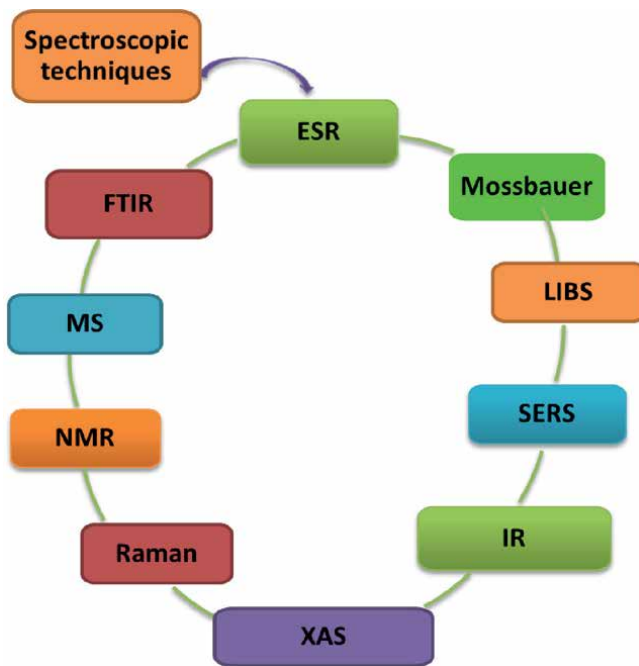 Spectroscopic
techniques
ESR
Mossbauer
LIBS
SERS
IR
XAS
Raman
NMR
MS
FTIR